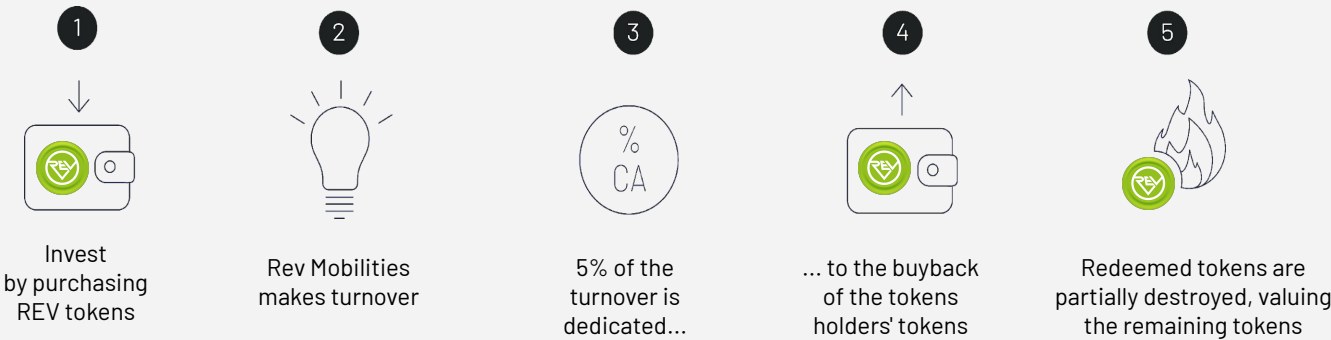 1
2
3
4
5
%
CA
REV
REV
REV
Invest
by purchasing
REV tokens
Rev Mobilities
makes turnover
5% of the
turnover is
dedicated...
... to the buyback
of the tokens
holders' tokens
Redeemed tokens are
partially destroyed, valuing
the remaining tokens